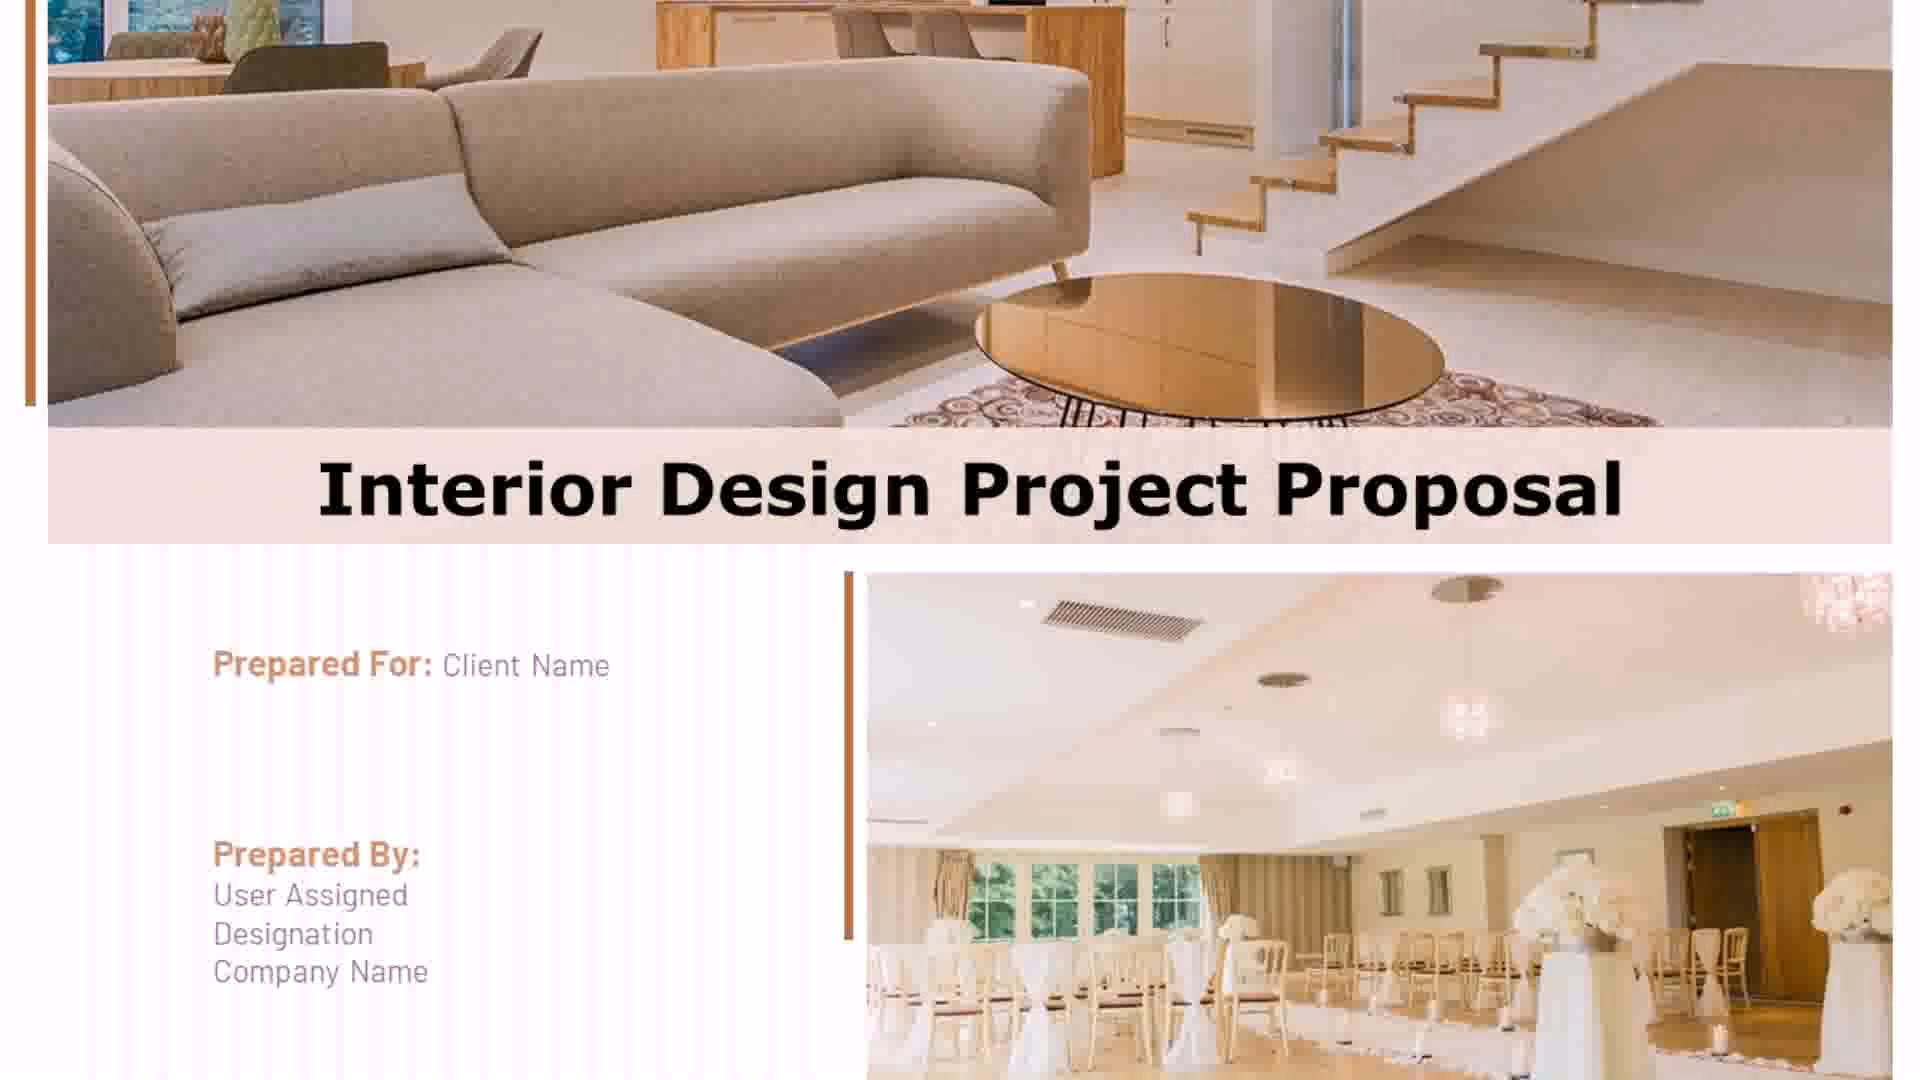 Interior Design Project Proposal
Prepared For: Client Name
Prepared By:
User Assigned
Designation
Company Name